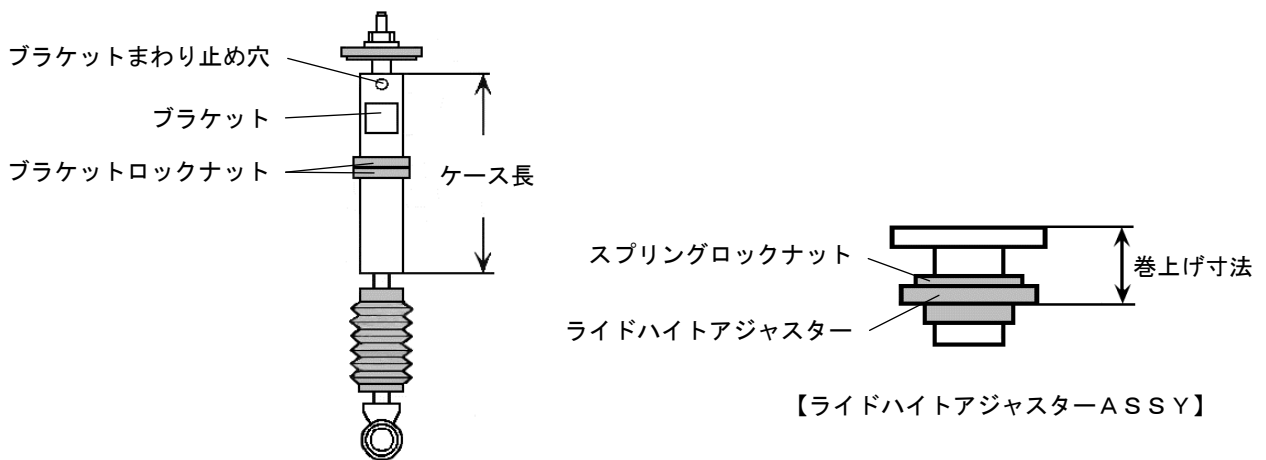 ブラケットまわり止め穴
ブラケット
ブラケットロックナット
ケース長
スプリングロックナット
ライドハイトアジャスター
巻上げ寸法
【ライドハイトアジャスターＡＳＳＹ】